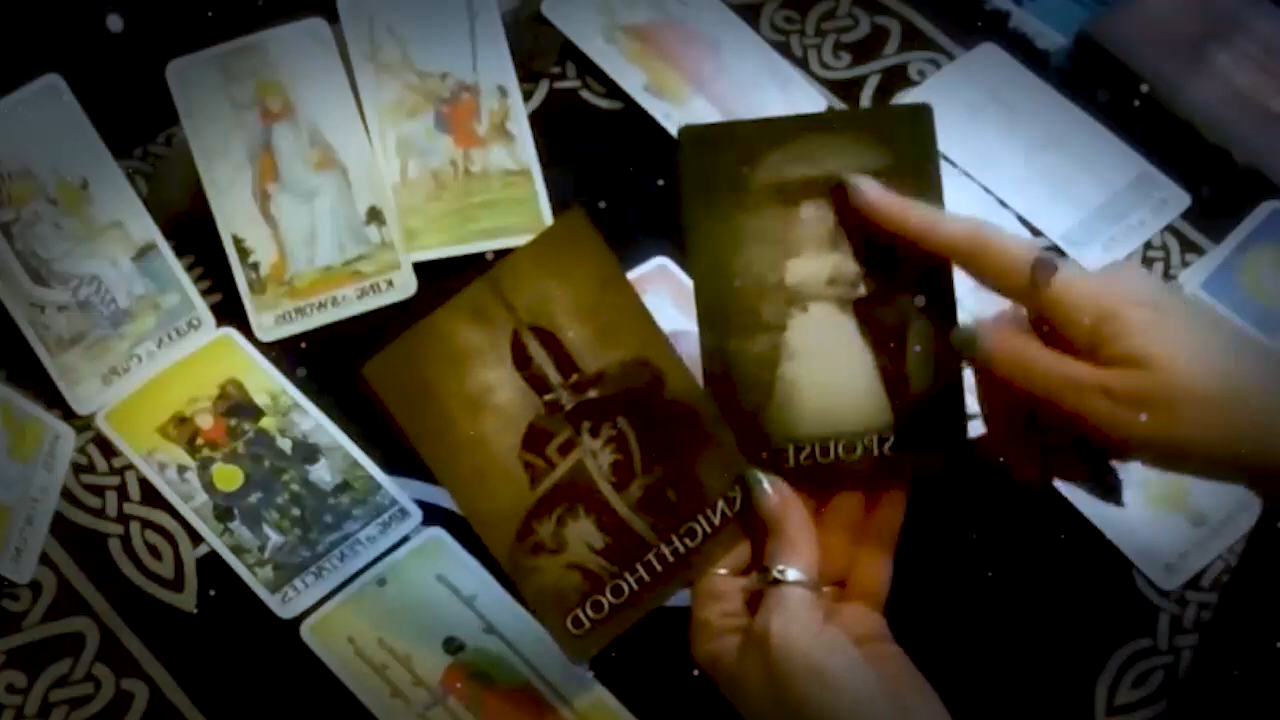 KING of SWORDS
QUEEN of CUPS
SPOUSE
KNIGHTHOOD
KING of PENTACLES